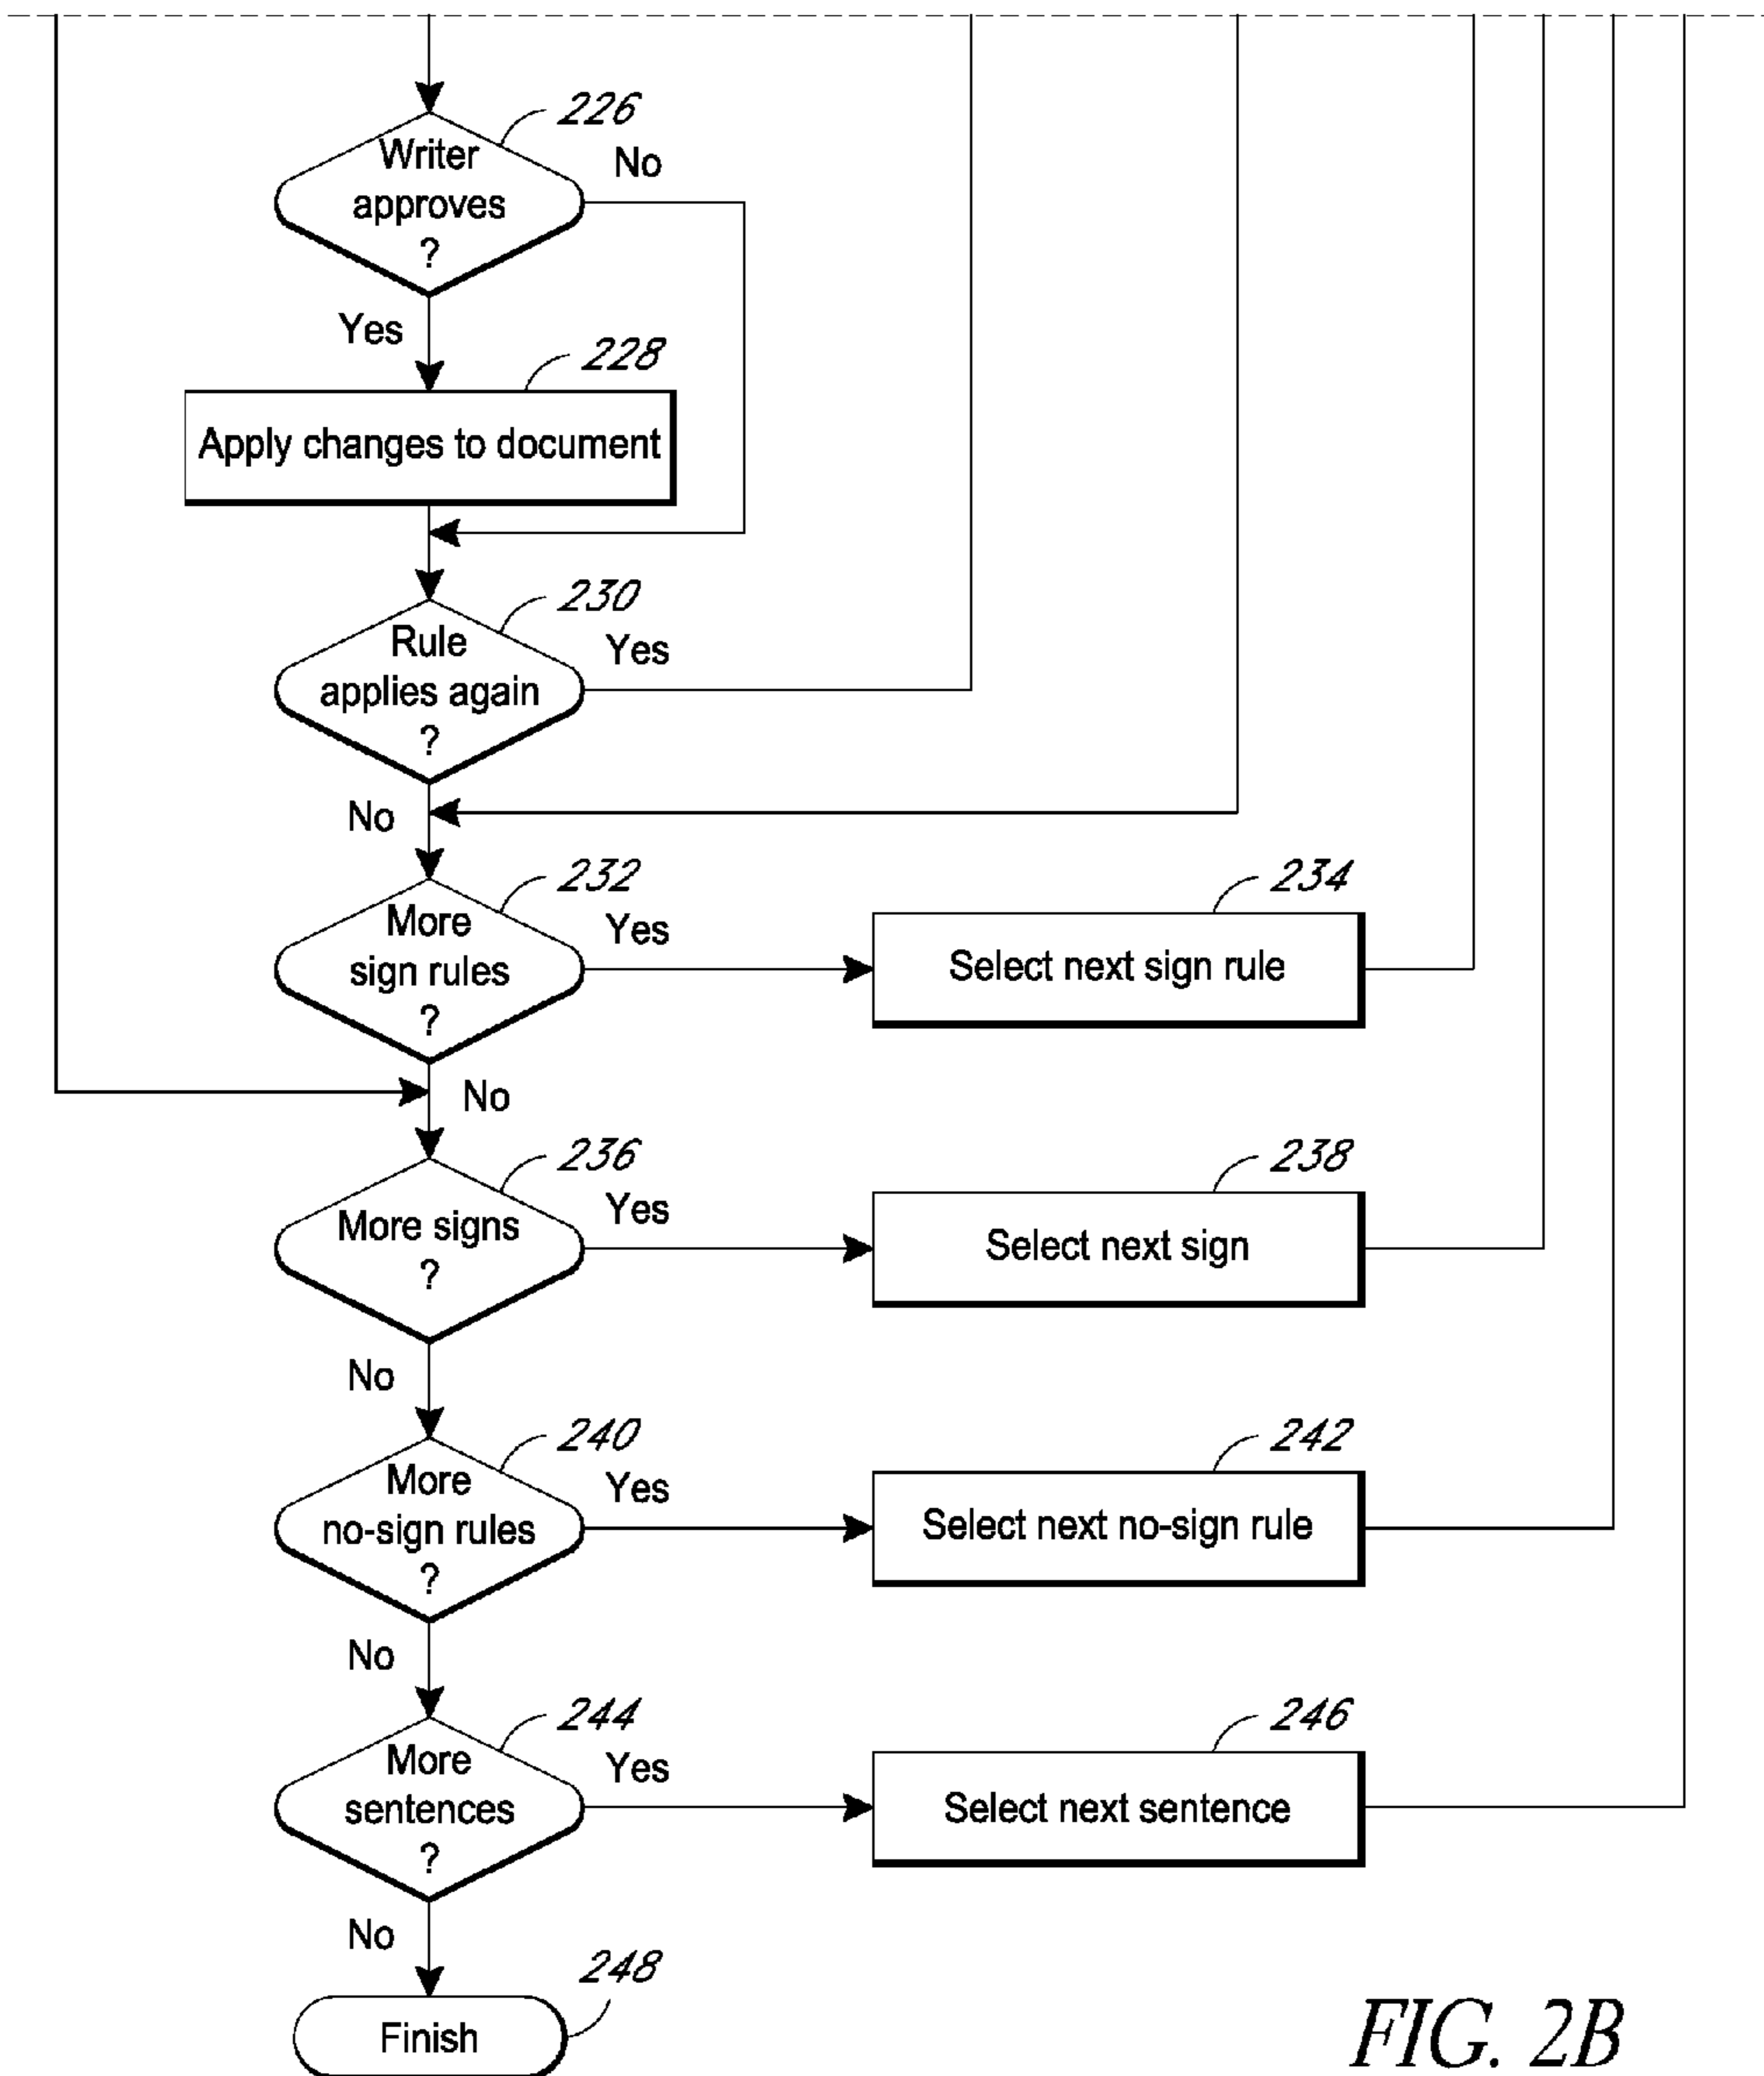 226
Writer
approves
?
No
Yes
228
Apply changes to document
230
Rule
applies again
?
Yes
No
232
More
sign rules
?
Yes
234
Select next sign rule
No
236
More signs
?
Yes
238
Select next sign
No
240
More
no-sign rules
?
Yes
242
Select next no-sign rule
No
244
More
sentences
?
Yes
246
Select next sentence
No
248
Finish
FIG. 2B